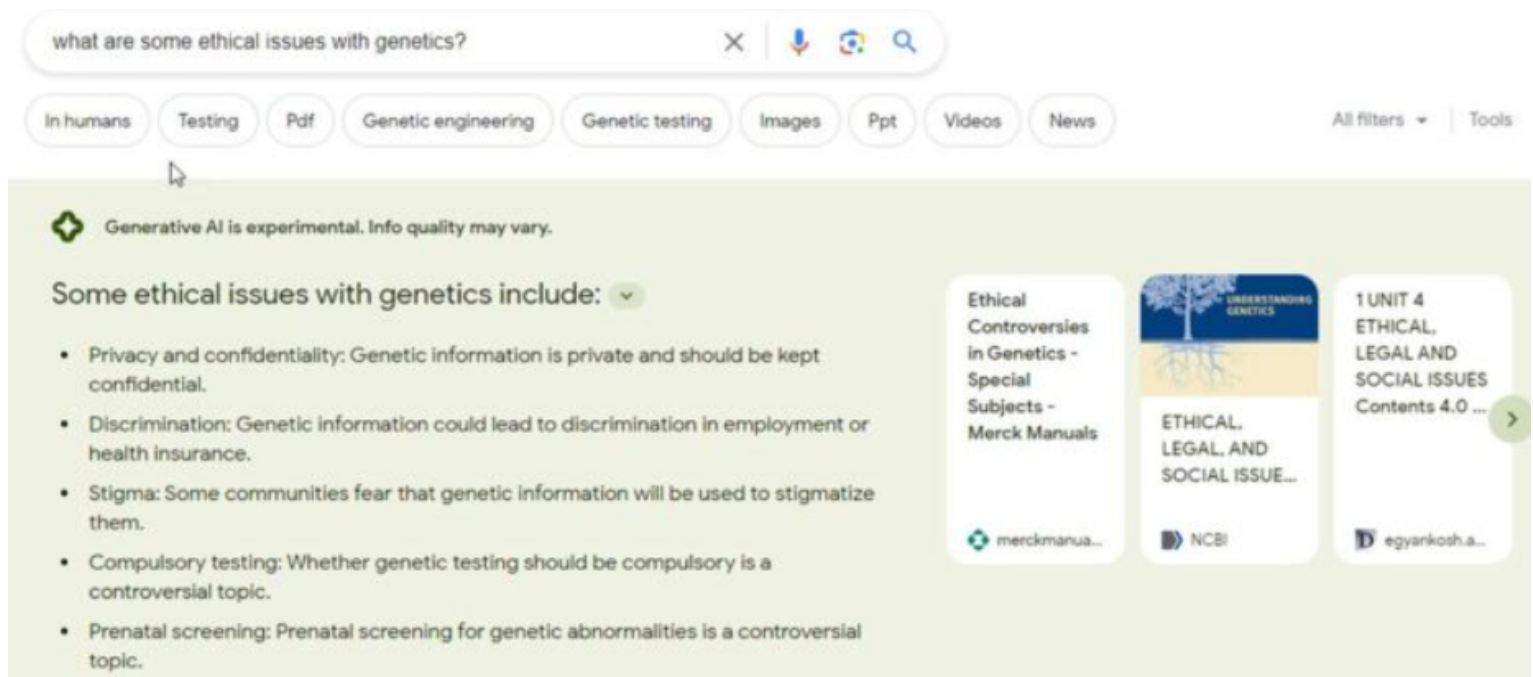 what are some ethical issues with genetics?
In humans
Testing
Pdf
Genetic engineering
Genetic testing
Images
Ppt
Videos
News
All filters
Tools
Generative AI is experimental. Info quality may vary.
Some ethical issues with genetics include:
• Privacy and confidentiality: Genetic information is private and should be kept
confidential.
• Discrimination: Genetic information could lead to discrimination in employment or
health insurance.
• Stigma: Some communities fear that genetic information will be used to stigmatize
them.
• Compulsory testing: Whether genetic testing should be compulsory is a
controversial topic.
• Prenatal screening: Prenatal screening for genetic abnormalities is a controversial
topic.
Ethical
Controversies
in Genetics -
Special
Subjects -
Merck Manuals
merckmanua...
UNDERSTANDING
GENETICS
ETHICAL,
LEGAL, AND
SOCIAL ISSUE...
NCBI
1 UNIT 4
ETHICAL,
LEGAL AND
SOCIAL ISSUES
Contents 4.0 ...
egyankosh.a...